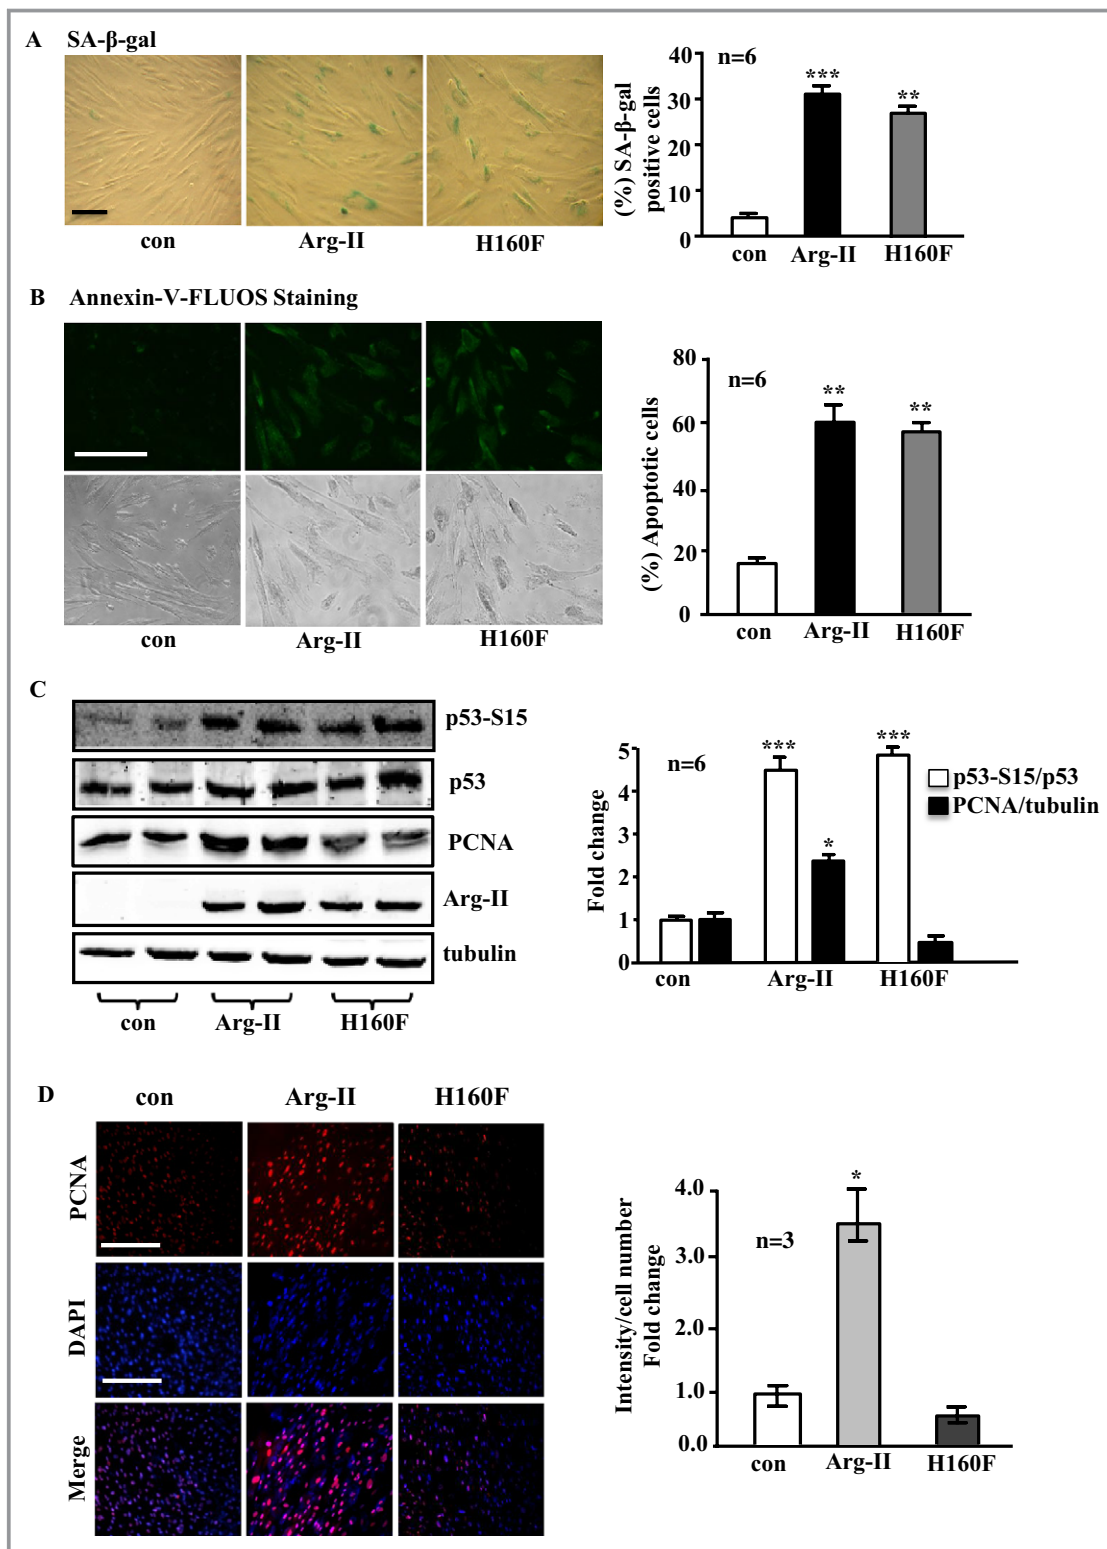 A SA-β-gal
con Arg-II H160F
(%) SA-β-gal
positive cells
n=6
40
30
20
10
0
*** **
con Arg-II H160F
B Annexin-V-FLUOS Staining
con Arg-II H160F
(%) Apoptotic cells
n=6
80
60
40
20
0
** **
con Arg-II H160F
C
p53-S15
p53
PCNA
Arg-II
tubulin
con Arg-II H160F
Fold change
n=6
5
4
2
2
1
0
*** * ***
p53-S15/p53
PCNA/tubulin
con Arg-II H160F
D
con Arg-II H160F
PCNA
DAPI
Merge
Intensity/cell number
Fold change
n=3
4.0
3.0
2.0
1.0
0.0
*
con Arg-II H160F